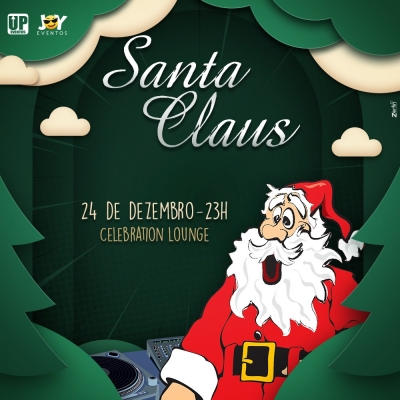 UP
JOY
EVENTOS
Santa
Claus
24 DE DEZEMBRO - 23H
CELEBRATION LOUNGE